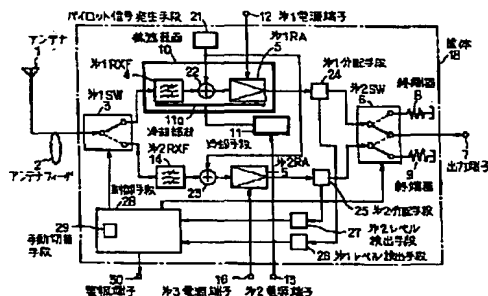 パイロット信号発生手段
21
12
第1電源端子
アンテナ
1
10
第1RXF
4
22
第1RA
5
第1分配手段
24
筐体
18
第1SW
3
11a
冷却部材
11
冷却手段
第2SW
6
終端器
8
7
出力端子
2
アンテナフィーダ
第2RXF
14
第2RA
5
9
終端器
制御手段
28
23
25
第2分配手段
29
手動切替
手段
27
第2レベル
検出手段
26
第1レベル検出手段
30
警報端子
16
13
第3電源端子
第2電源端子